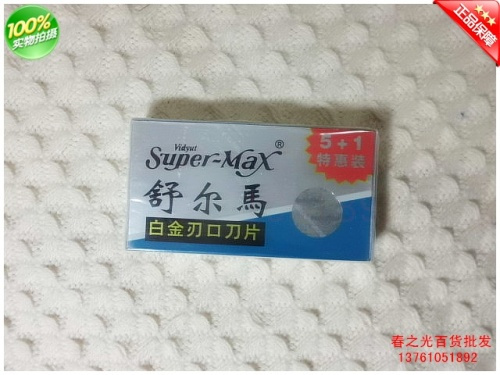 100%
实物拍摄
正品保障
Vidyut
Super-Max®
5+1
特惠装
舒尔馬
白金刃口刀片
春之光百货批发
13761051892